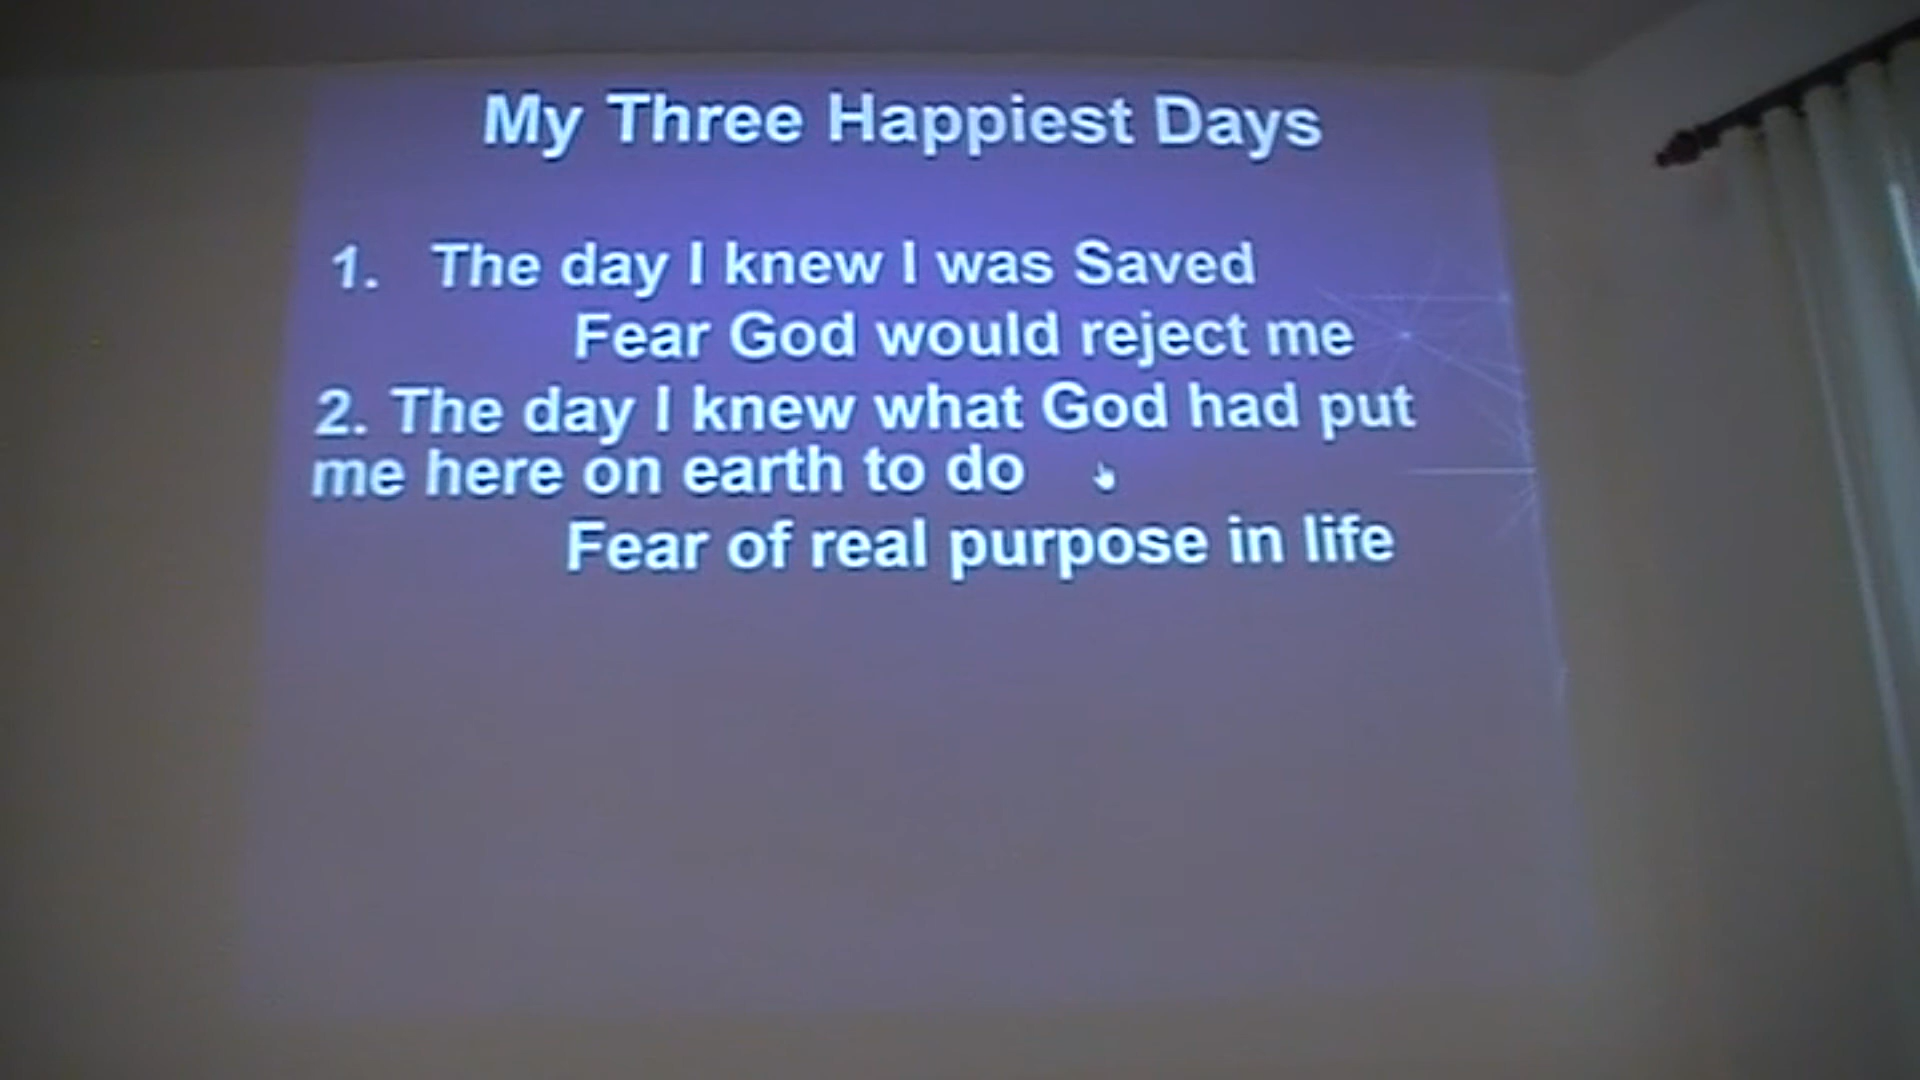 My Three Happiest Days
1. The day I knew I was Saved
Fear God would reject me
2. The day I knew what God had put
me here on earth to do
Fear of real purpose in life